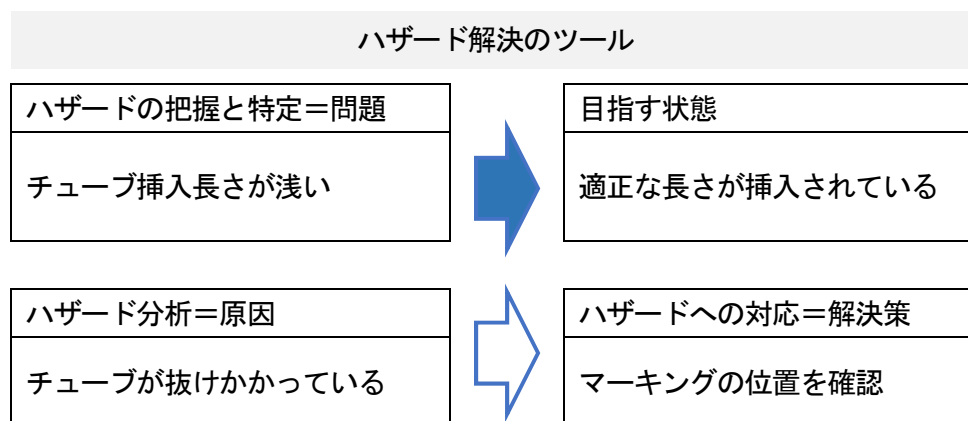 ハザード解決のツール
ハザードの把握と特定＝問題
チューブ挿入長さが浅い
目指す状態
適正な長さが挿入されている
ハザード分析＝原因
チューブが抜けかかっている
ハザードへの対応＝解決策
マーキングの位置を確認